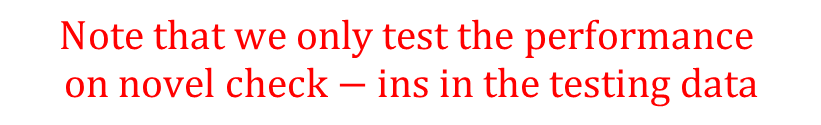 Note that we only test the performance
on novel check − ins in the testing data